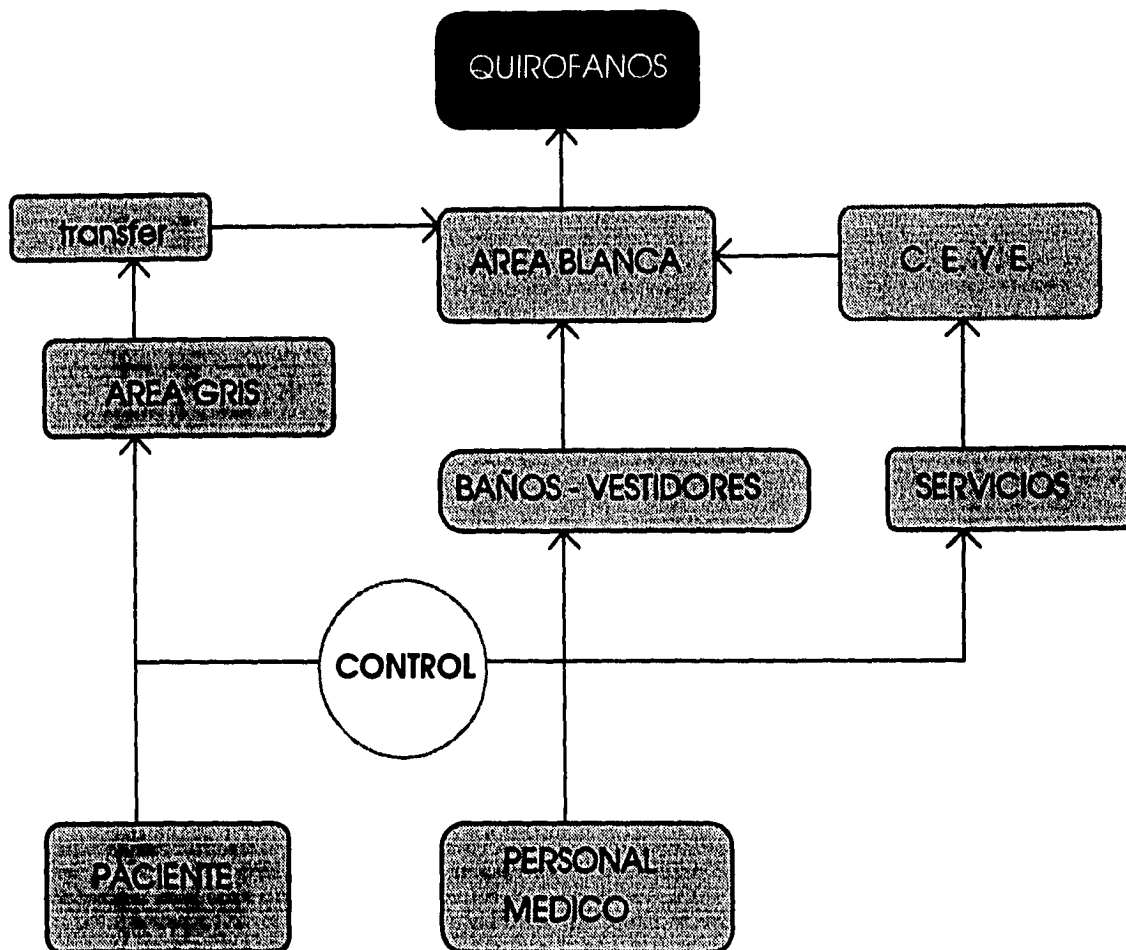 QUIROFANOS
transfer
AREA BLANCA
C. E. Y. E.
AREA GRIS
BAÑOS - VESTIDORES
SERVICIOS
CONTROL
PACIENTE
PERSONAL
MEDICO